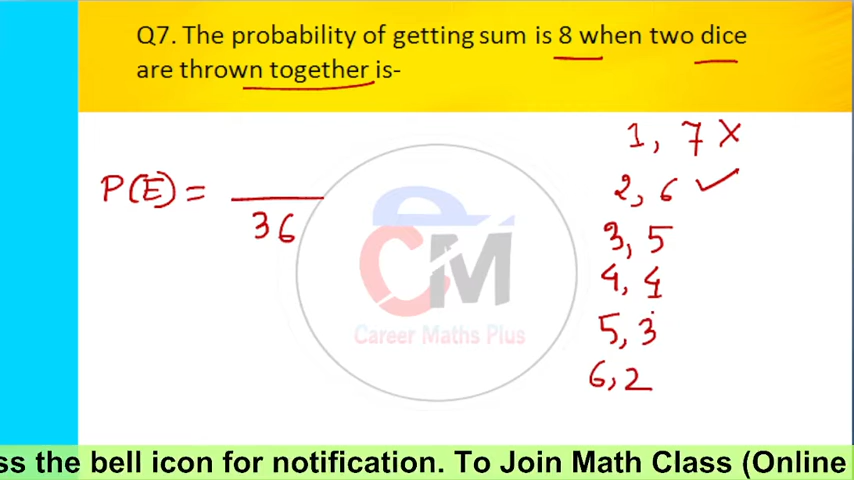 Q7. The probability of getting sum is 8 when two dice
are thrown together is-
1, 7 X
P(E) = ___
36
2, 6 ✓
3, 5
4, 4
5, 3
6, 2
eCM
Career Maths Plus
ss the bell icon for notification. To Join Math Class (Online